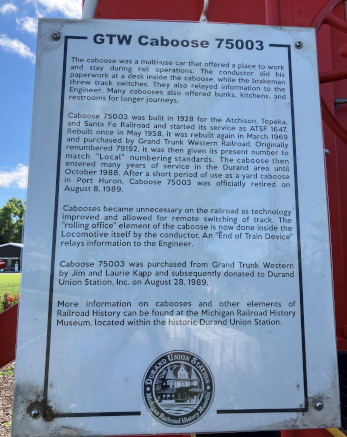 GTW Caboose 75003
The caboose was a multi-use car that offered a place to work
and stay during rail operations. The conductor did his
paperwork at a desk inside the caboose, while the brakeman
threw track switches. They also relayed information to the
Engineer. Many cabooses also offered bunks, kitchens, and
restrooms for longer journeys.
Caboose 75003 was built in 1928 for the Atchison, Topeka,
and Santa Fe Railroad and started its service as ATSF 1647.
Rebuilt once in May 1958, it was rebuilt again in March 1969
and purchased by Grand Trunk Western Railroad. Originally
renumbered 79192, it was then given its present number to
match "Local" numbering standards. The caboose then
entered many years of service in the Durand area until
October 1988. After a short period of use as a yard caboose
in Port Huron, Caboose 75003 was officially retired on
August 8, 1989.
Cabooses became unnecessary on the railroad as technology
improved and allowed for remote switching of track. The
"rolling office" element of the caboose is now done inside the
Locomotive itself by the conductor. An "End of Train Device"
relays information to the Engineer.
Caboose 75003 was purchased from Grand Trunk Western
by Jim and Laurie Kapp and subsequently donated to Durand
Union Station, Inc. on August 28, 1989.
More information on cabooses and other elements of
Railroad History can be found at the Michigan Railroad History
Museum, located within the historic Durand Union Station.
Durand Union Station
Michigan Railroad History Museum